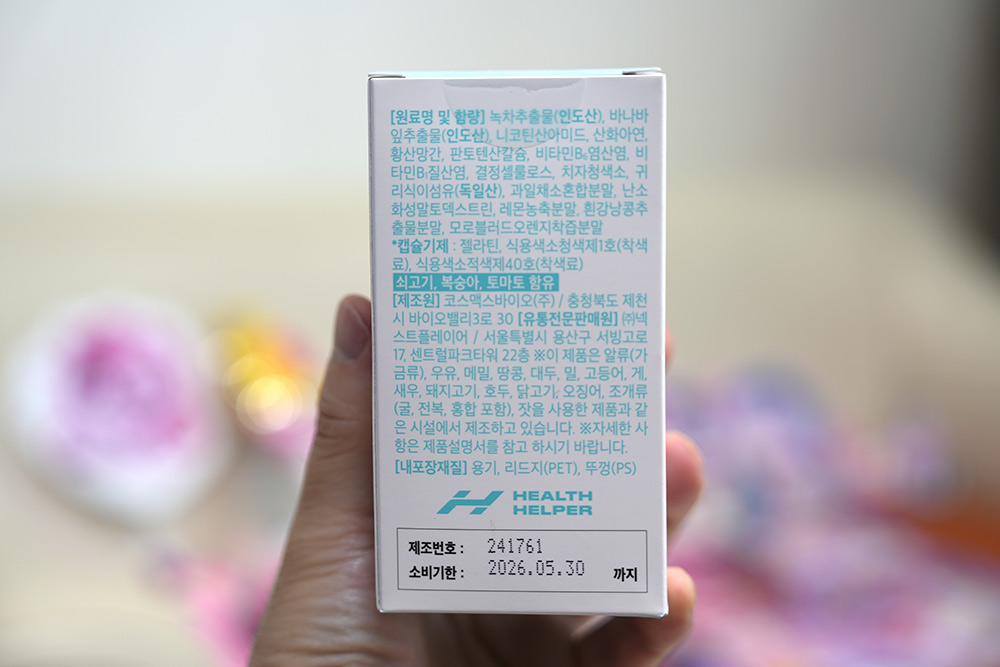 [원료명 및 함량] 녹차추출물(인도산), 바나바
잎추출물(인도산), 니코틴산아미드, 산화아연,
황산망간, 판토텐산칼슘, 비타민B₆염산염, 비
타민B₁질산염, 결정셀룰로스, 치자청색소, 귀
리식이섬유(독일산), 과일채소혼합분말, 난소
화성말토덱스트린, 레몬농축분말, 흰강낭콩추
출물분말, 모로블러드오렌지착즙분말
*캡슐기제 : 젤라틴, 식용색소청색제1호(착색
료), 식용색소적색제40호(착색료)
쇠고기, 복숭아, 토마토 함유
[제조원] 코스맥스바이오(주) / 충청북도 제천
시 바이오밸리3로 30 [유통전문판매원] ㈜넥
스트플레이어 / 서울특별시 용산구 서빙고로
17, 센트럴파크타워 22층 ※이 제품은 알류(가
금류), 우유, 메밀, 땅콩, 대두, 밀, 고등어, 게,
새우, 돼지고기, 호두, 닭고기, 오징어, 조개류
(굴, 전복, 홍합 포함), 잣을 사용한 제품과 같
은 시설에서 제조하고 있습니다. ※자세한 사
항은 제품설명서를 참고 하시기 바랍니다.
[내포장재질] 용기, 리드지(PET), 뚜껑(PS)
HEALTH
HELPER
제조번호 : 241761
소비기한 : 2026.05.30 까지